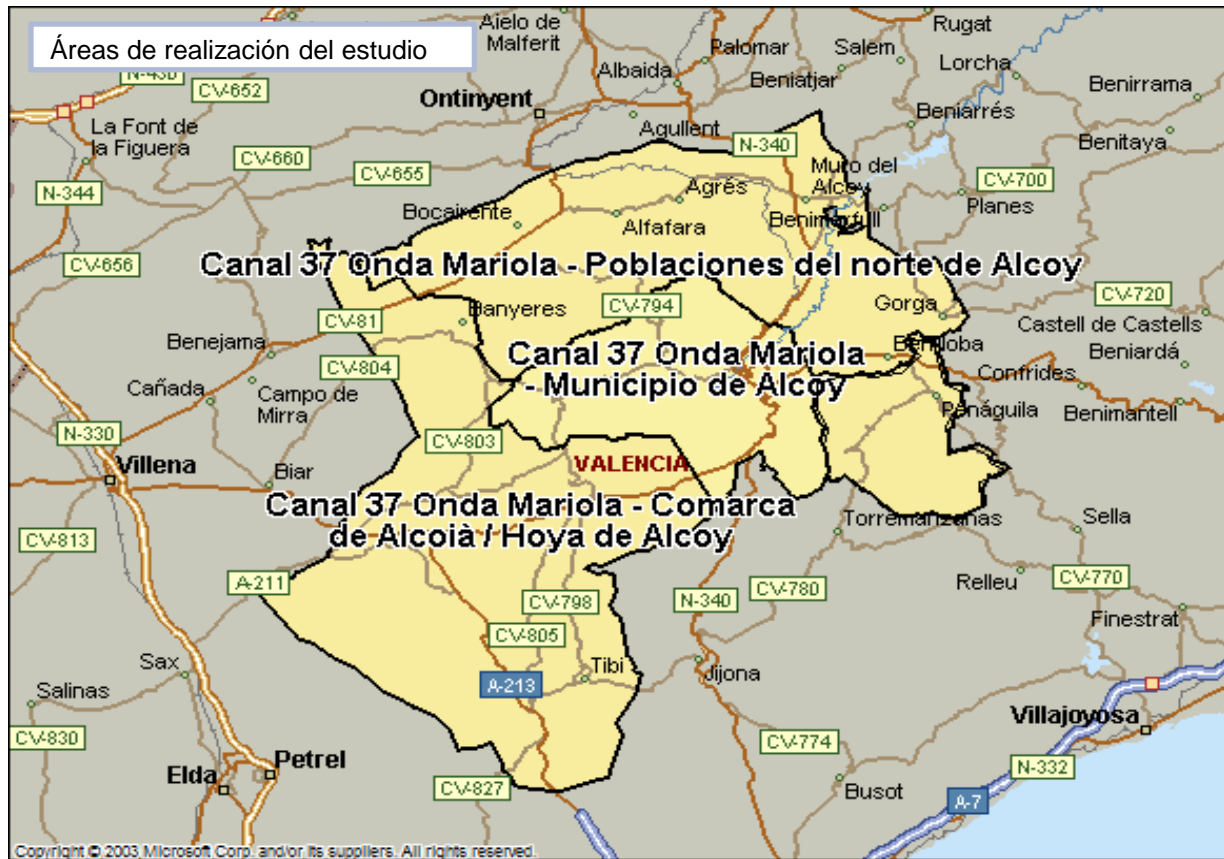 Áreas de realización del estudio
Aielo de
Malferit
Rugat
Palomar
Salem
Lorcha
N-430
CV-652
Albaida
Beniatjar
Benirrama
Ontinyent
La Font de
la Figuera
Agullent
Beniarrés
Benitaya
CV-660
N-340
CV-655
Muro del
Alcoy
N-344
Agrés
CV-700
Planes
Bocairente
Alfafara
Benimarfull
CV-656
Canal 37 Onda Mariola - Poblaciones del norte de Alcoy
CV-794
Gorga
CV-720
Banyeres
CV-81
Castell de Castells
Benejama
Canal 37 Onda Mariola
- Municipio de Alcoy
Beniloba
Beniardá
CV-804
Confrides
Cañada
Campo de
Mirra
Penáguila
Benimantell
N-330
CV-803
Villena
Biar
VALENCIA
Canal 37 Onda Mariola - Comarca
de Alcoià / Hoya de Alcoy
Torremanzanas
Sella
CV-813
A-211
CV-780
Relleu
CV-770
CV-798
N-340
Finestrat
CV-805
Sax
Tibi
Jijona
A-213
Salinas
Villajoyosa
CV-830
CV-774
Petrel
Elda
N-332
CV-827
Busot
A-7
Copyright © 2003 Microsoft Corp. and/or its suppliers. All rights reserved.